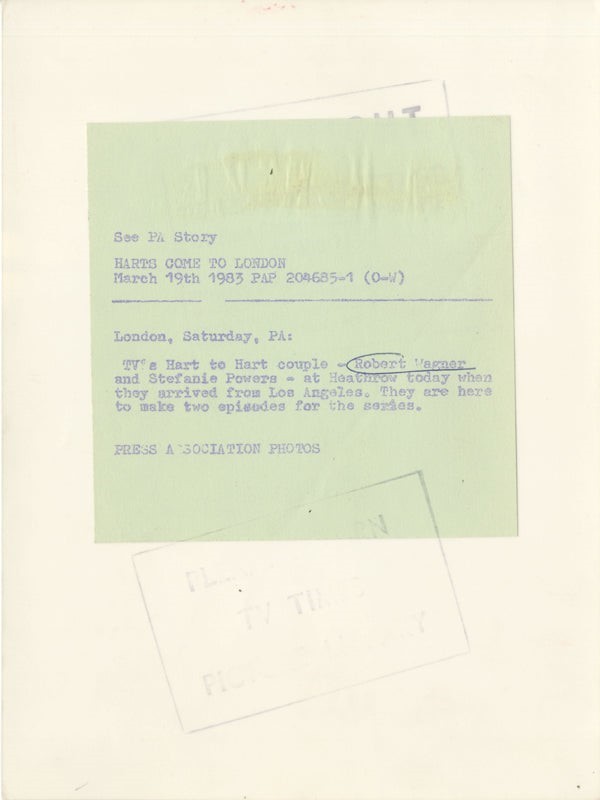 See PA Story
HARTS COME TO LONDON
March 19th 1983 PAP 204685-1 (O-W)
London, Saturday, PA:
TV's Hart to Hart couple - Robert Wagner
and Stefanie Powers - at Heathrow today when
they arrived from Los Angeles. They are here
to make two episodes for the series.
PRESS A SOCIATION PHOTOS
TV TIMES